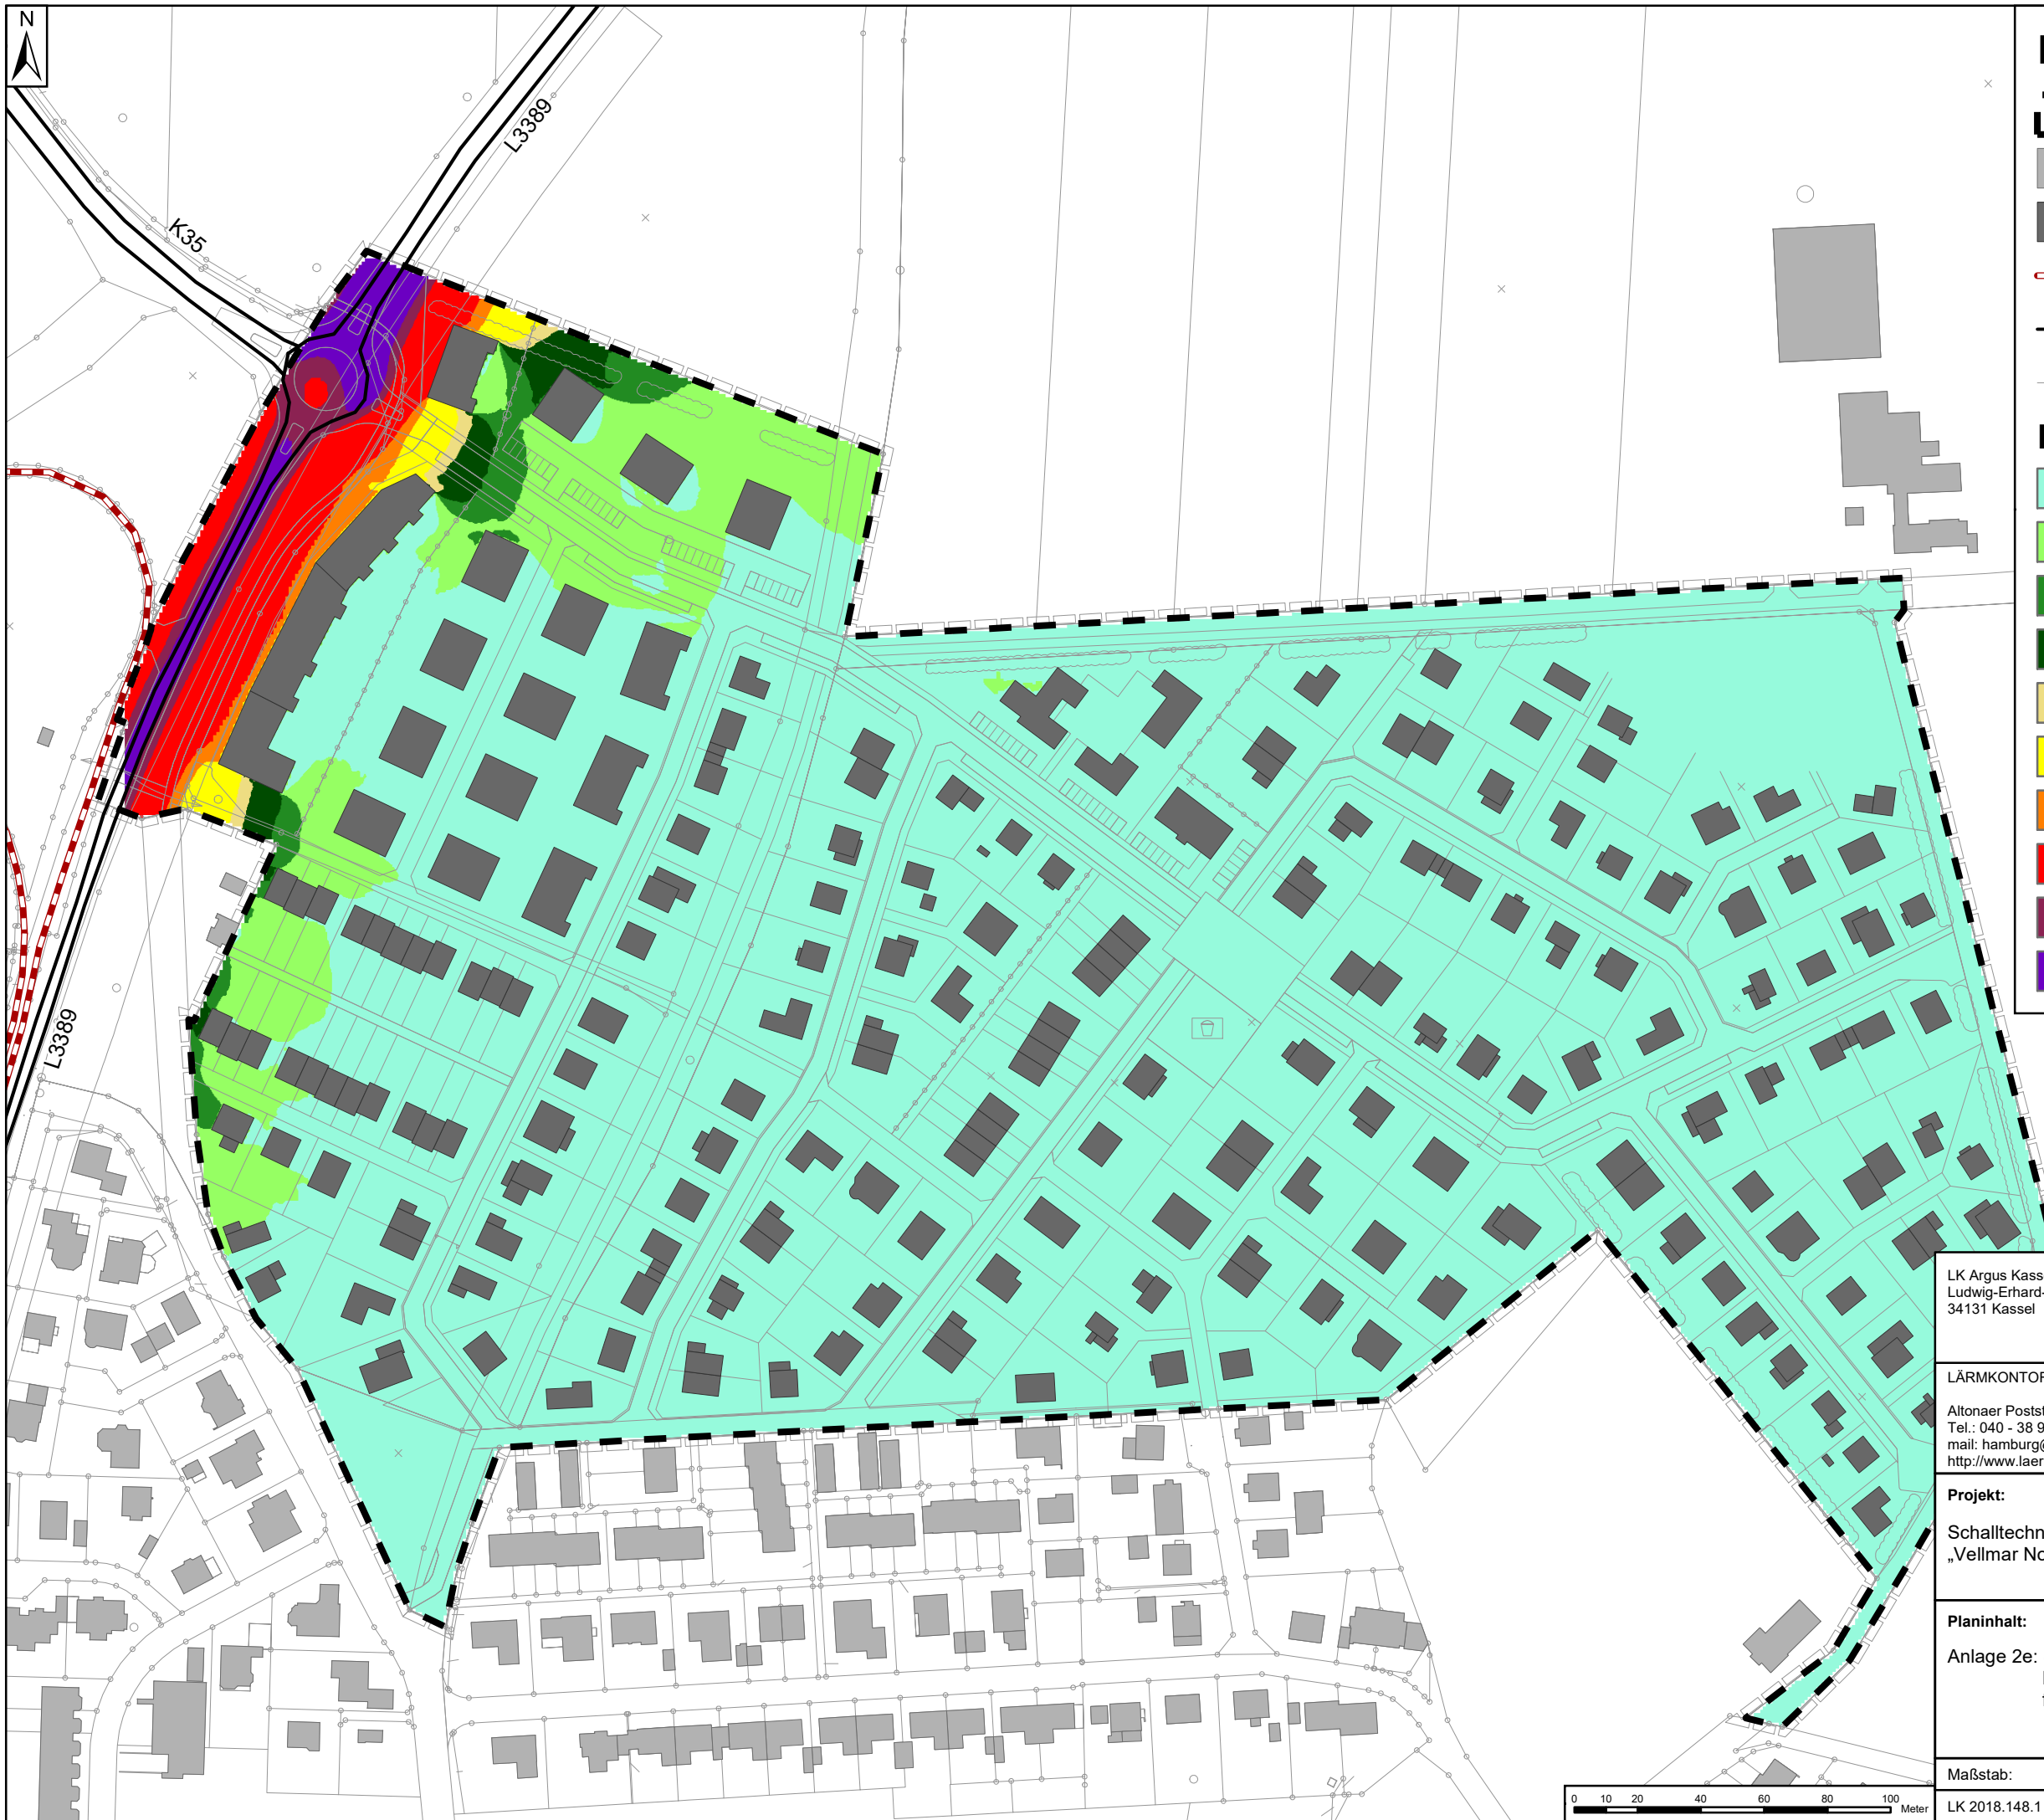 N
L3389
K35
L3389
LK Argus Kass
Ludwig-Erhard-
34131 Kassel
LÄRMKONTOR
Altonaer Postst
Tel.: 040 - 38 9
mail: hamburg@
http://www.laer
Projekt:
Schalltechn
„Vellmar No
Planinhalt:
Anlage 2e:
Maßstab:
0 10 20 40 60 80 100
Meter
LK 2018.148.1